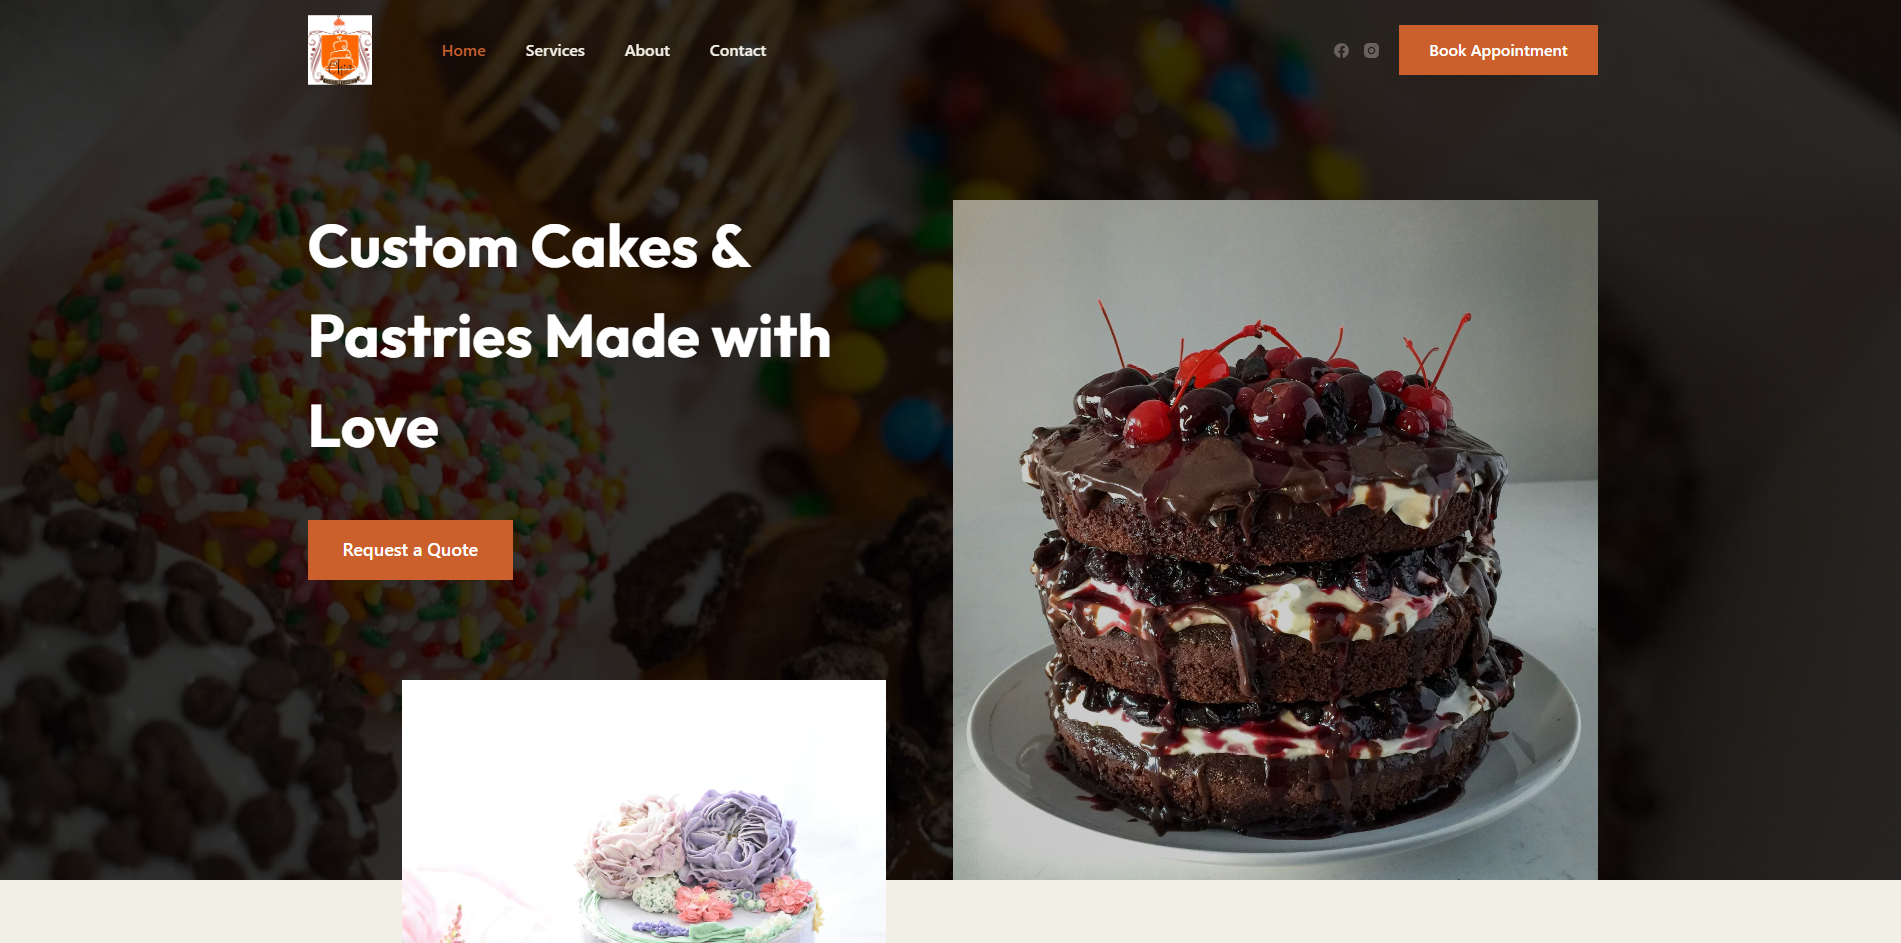 Home
Services
About
Contact
Book Appointment
Custom Cakes &
Pastries Made with
Love
Request a Quote